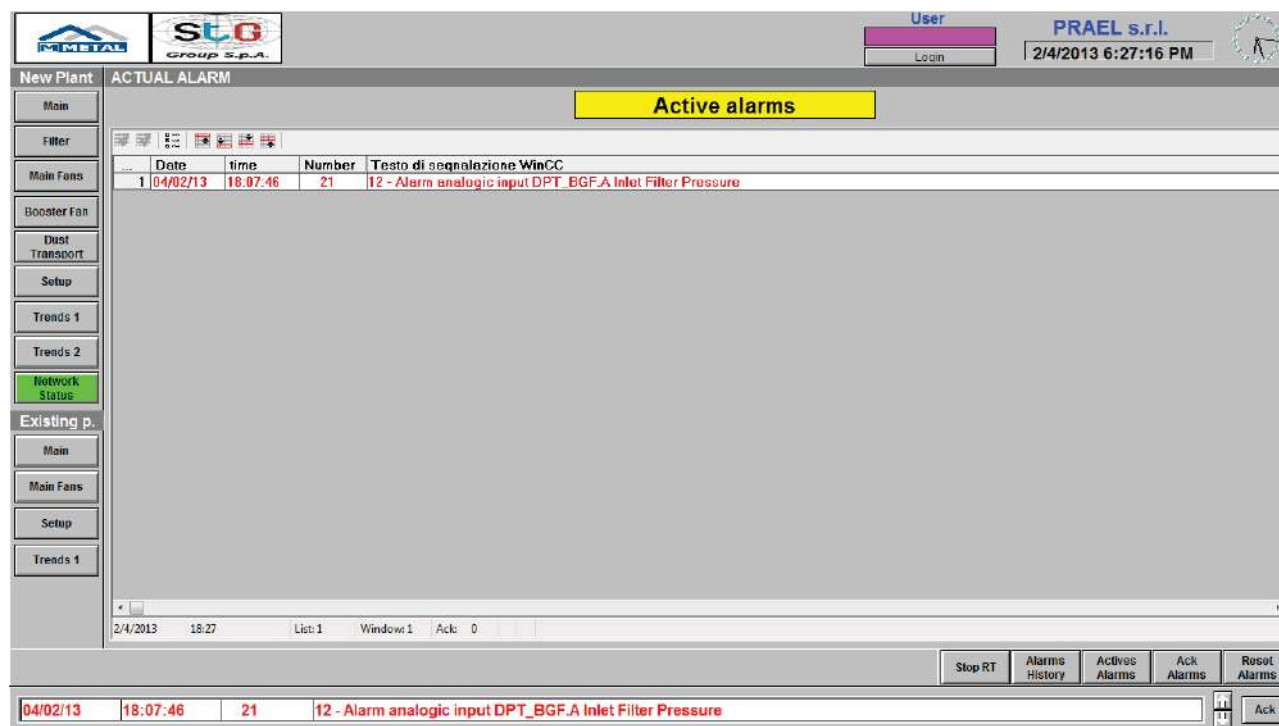 MMETAL
STG
Group S.p.A.
User
Login
PRAEL s.r.l.
2/4/2013 6:27:16 PM
New Plant
ACTUAL ALARM
Main
Filter
Main Fans
Booster Fan
Dust
Transport
Setup
Trends 1
Trends 2
Network
Status
Existing p.
Main
Main Fans
Setup
Trends 1
Active alarms
... Date time Number Testo di segnalazione WinCC
1 04/02/13 18:07:46 21 12 - Alarm analogic input DPT_BGF.A Inlet Filter Pressure
2/4/2013 18:27 List: 1 Window: 1 Ack: 0
Stop RT
Alarms
History
Actives
Alarms
Ack
Alarms
Reset
Alarms
04/02/13 18:07:46 21 12 - Alarm analogic input DPT_BGF.A Inlet Filter Pressure
Ack